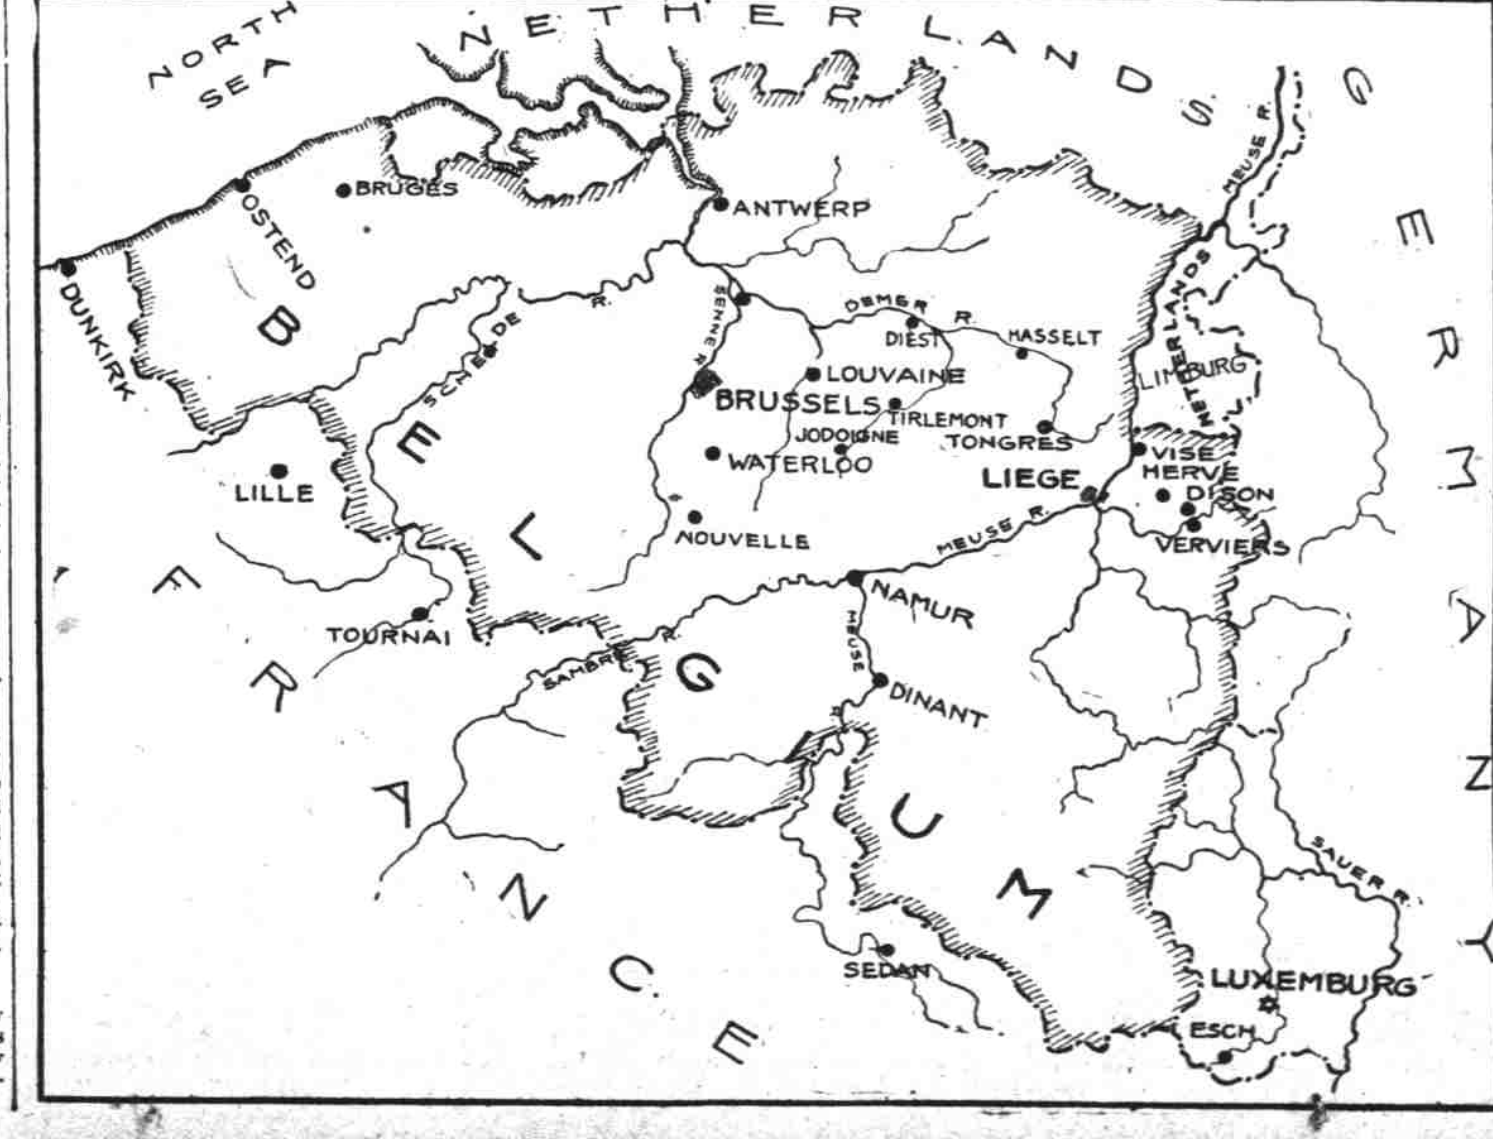 NORTH
SEA
NETHERLANDS.
GERMANY
MEUSE R.
BRUGES
OSTEND
ANTWERP
DUNKIRK
BELGIUM
SCHELDE
R.
SENNE R.
DEMER R.
DIEST
HASSELT
NETHERLANDS
LIMBURG
LOUVAINE
BRUSSELS
TIRLEMONT
JODOIGNE
TONGRES
WATERLOO
VISE
HERVE
LIEGE
DISON
VERVIERS
LILLE
NOUVELLE
MEUSE R.
NAMUR
MEUSE
R
TOURNAI
SAMBRE R.
DINANT
FRANCE
SEDAN
SAUER R.
LUXEMBURG
ESCH